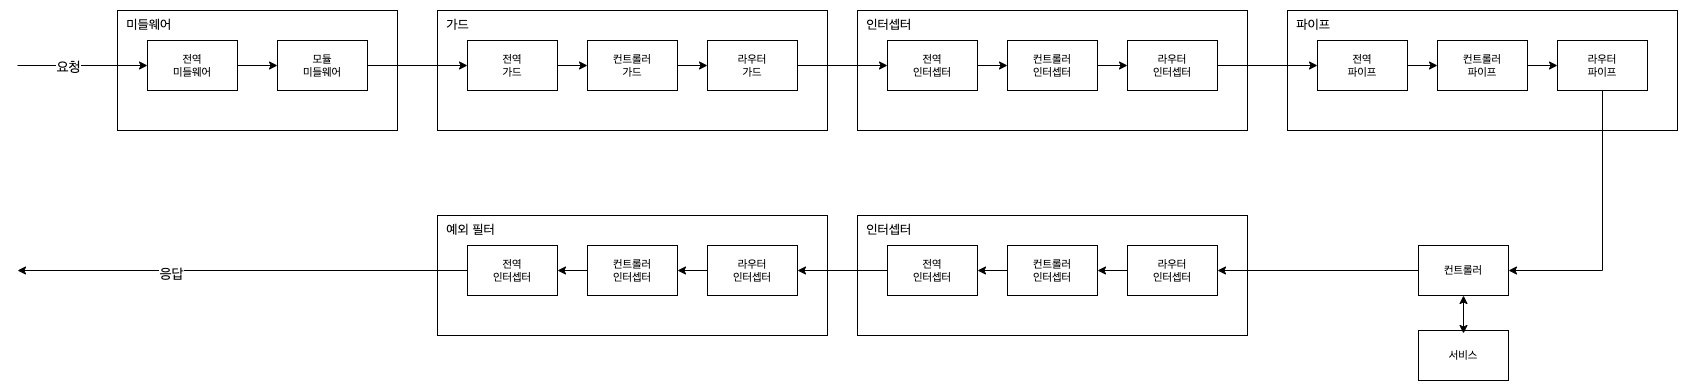 미들웨어
가드
인터셉터
파이프
요청
전역
미들웨어
모듈
미들웨어
전역
가드
컨트롤러
가드
라우터
가드
전역
인터셉터
컨트롤러
인터셉터
라우터
인터셉터
전역
파이프
컨트롤러
파이프
라우터
파이프
예외 필터
인터셉터
응답
전역
인터셉터
컨트롤러
인터셉터
라우터
인터셉터
전역
인터셉터
컨트롤러
인터셉터
라우터
인터셉터
컨트롤러
서비스